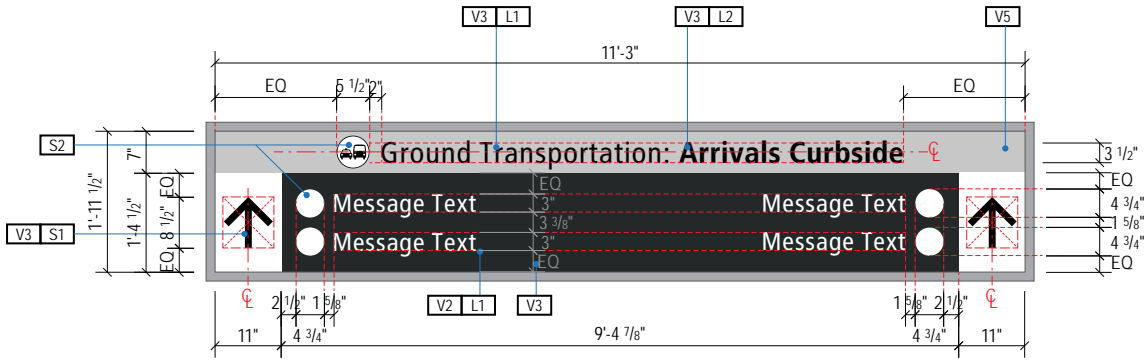 V3 L1
V3 L2
V5
11'-3"
EQ
5 1/2"
2"
EQ
S2
Ground Transportation: Arrivals Curbside
℄
3 1/2"
1'-11 1/2"
7"
1'-4 1/2"
EQ
8 1/2"
EQ
EQ
3"
3 3/8"
3"
EQ
Message Text
Message Text
Message Text
Message Text
EQ
4 3/4"
1 5/8"
4 3/4"
EQ
V3 S1
℄
℄
V2 L1
V3
2 1/2"
1 5/8"
1 5/8"
2 1/2"
11"
4 3/4"
9'-4 7/8"
4 3/4"
11"